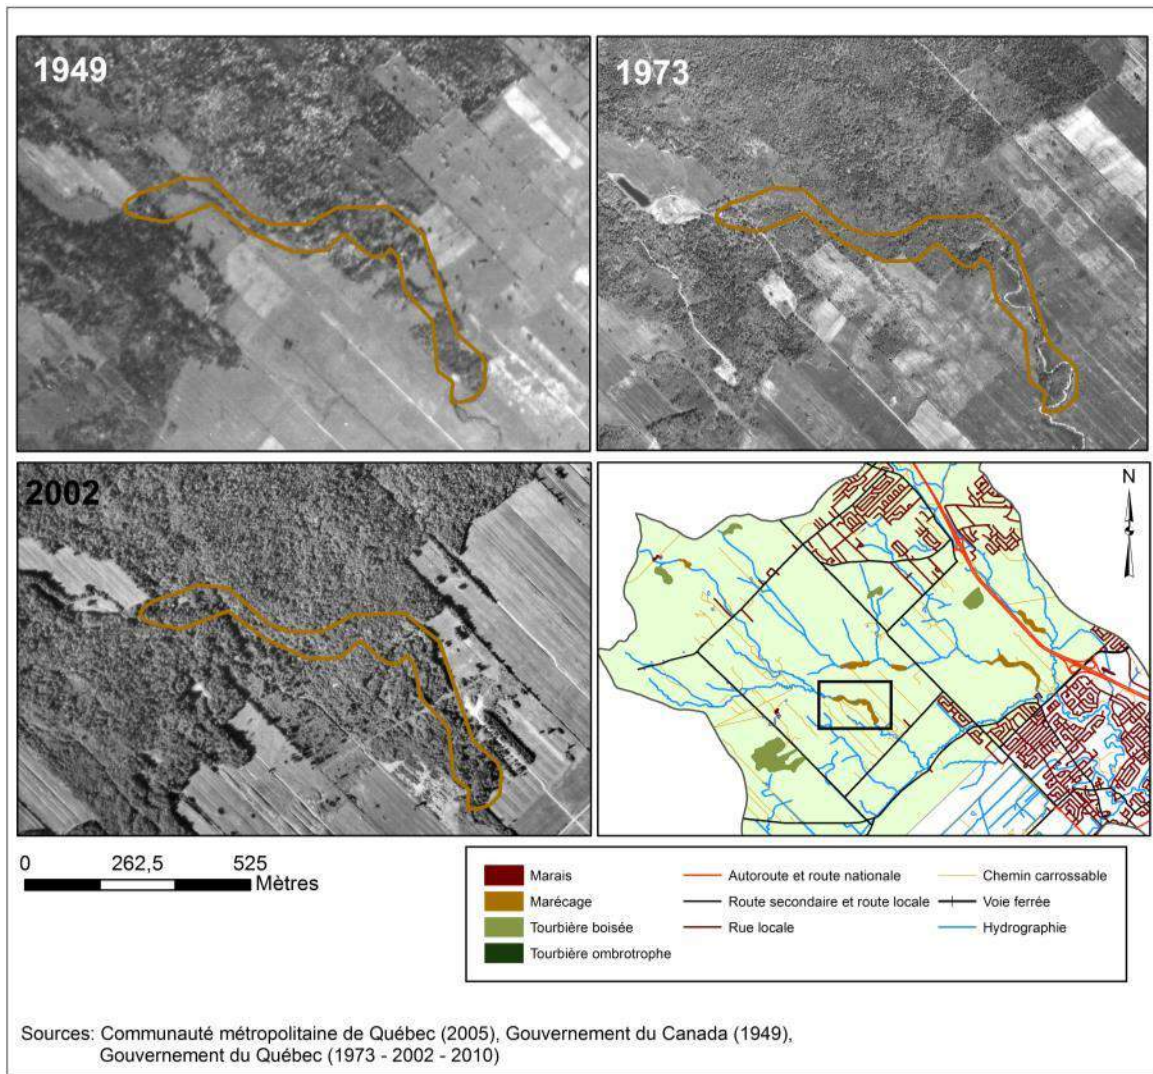 1949
1973
2002
N
0 262,5 525
Mètres
Marais
Marécage
Tourbière boisée
Tourbière ombrotrophe
Autoroute et route nationale
Route secondaire et route locale
Rue locale
Chemin carrossable
Voie ferrée
Hydrographie
Sources: Communauté métropolitaine de Québec (2005), Gouvernement du Canada (1949),
Gouvernement du Québec (1973 - 2002 - 2010)